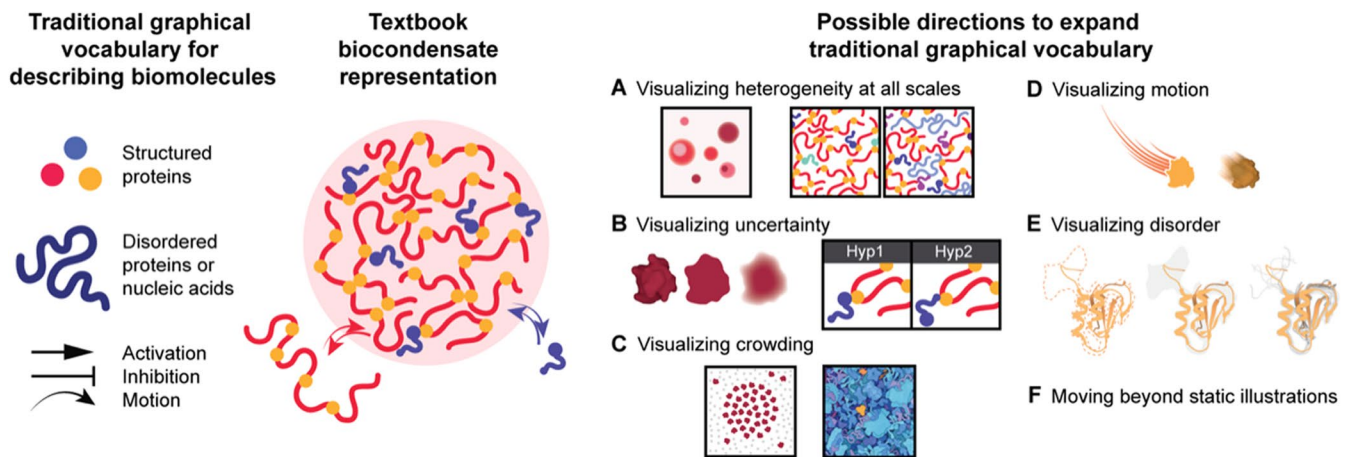 Traditional graphical
vocabulary for
describing biomolecules
Structured
proteins
Disordered
proteins or
nucleic acids
Activation
Inhibition
Motion
Textbook
biocondensate
representation
Possible directions to expand
traditional graphical vocabulary
A Visualizing heterogeneity at all scales
B Visualizing uncertainty
Hyp1
Hyp2
C Visualizing crowding
D Visualizing motion
E Visualizing disorder
F Moving beyond static illustrations